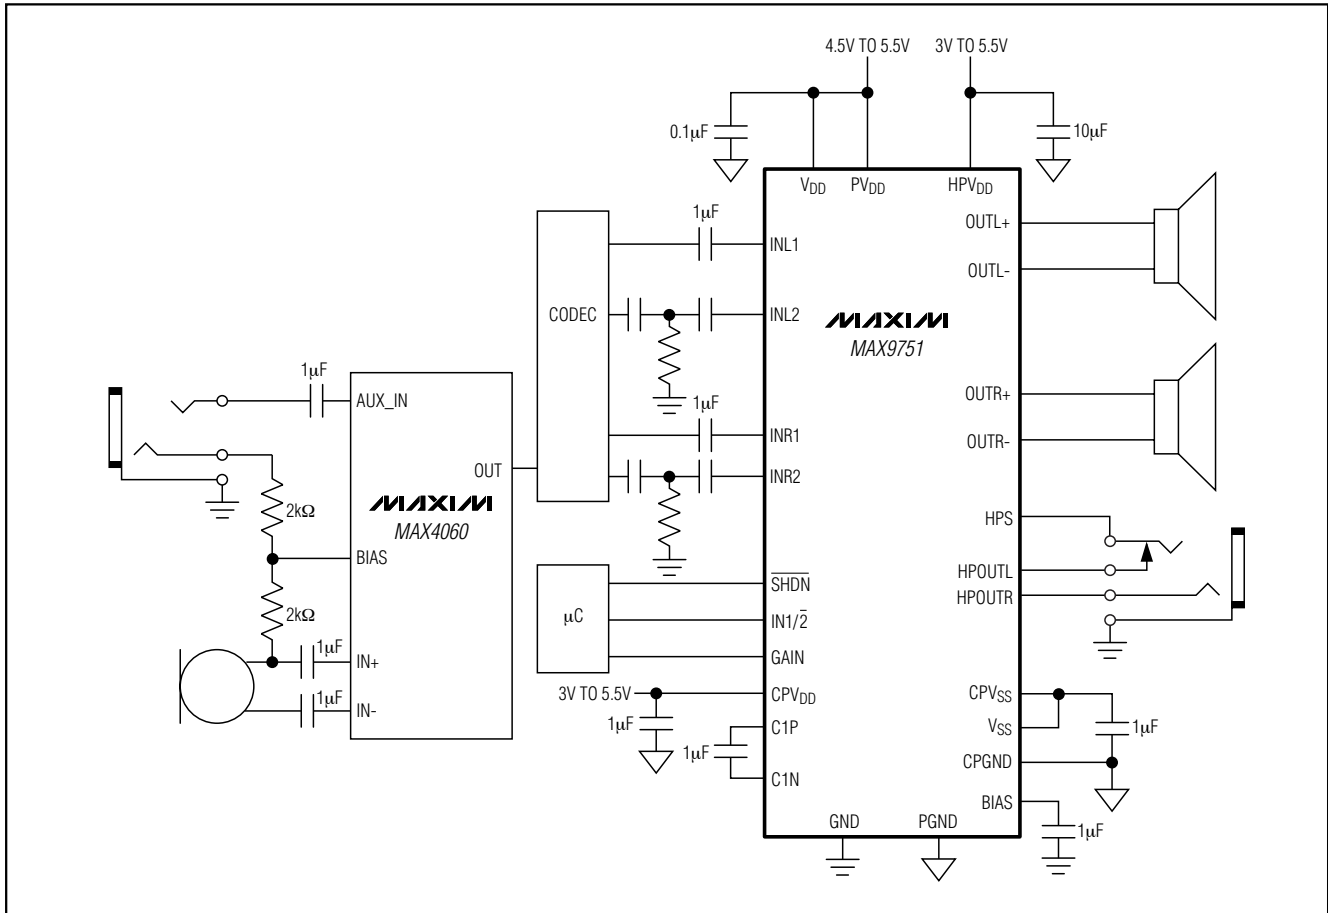 4.5V TO 5.5V 3V TO 5.5V
0.1µF 10µF
VDD PVDD HPVDD
1µF
INL1
OUTL+
OUTL-
CODEC
INL2
MAXIM
MAX9751
1µF
AUX_IN
1µF
INR1
OUTR+
OUTR-
OUT
INR2
2kΩ
MAXIM
MAX4060
BIAS
HPS
HPOUTL
HPOUTR
µC
SHDN
IN1/2
GAIN
2kΩ
1µF
IN+
1µF
IN-
3V TO 5.5V
CPVDD
1µF
C1P
1µF
C1N
CPVSS
VSS
1µF
CPGND
BIAS
1µF
GND PGND